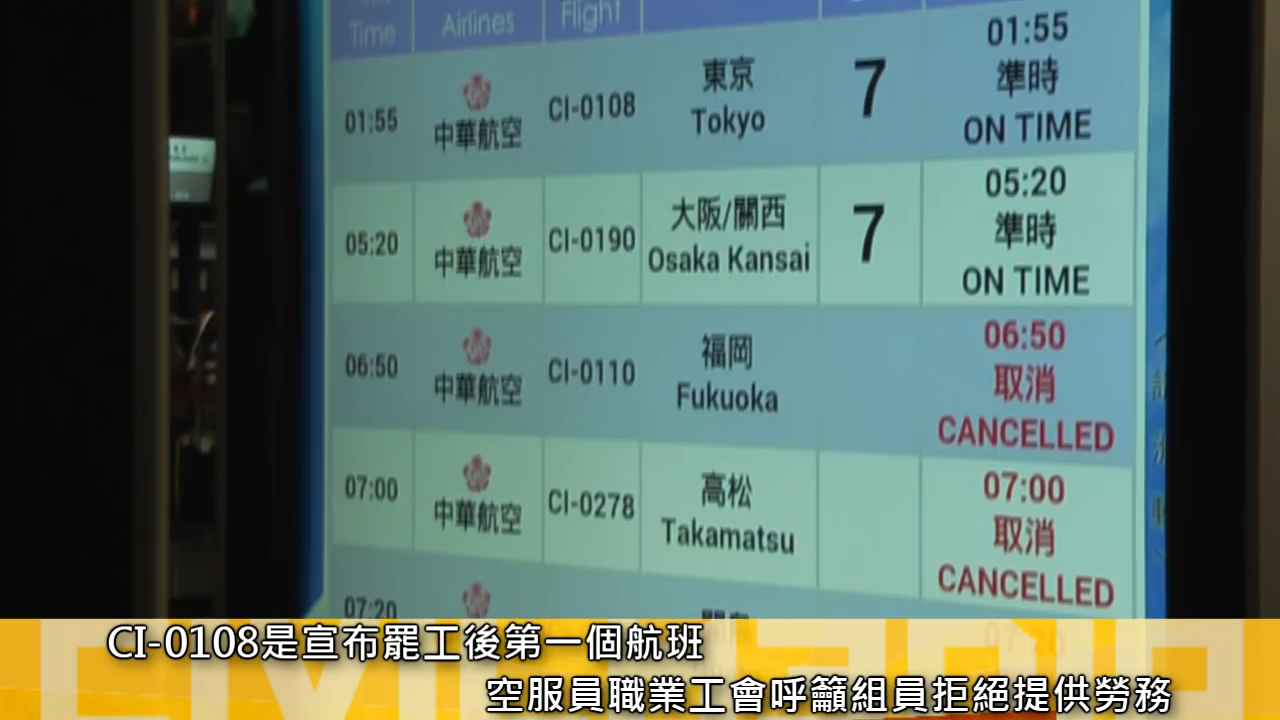 Time
Airlines
Flight
01:55
中華航空
CI-0108
東京
Tokyo
7
01:55
準時
ON TIME
05:20
中華航空
CI-0190
大阪/關西
Osaka Kansai
7
05:20
準時
ON TIME
06:50
中華航空
CI-0110
福岡
Fukuoka
06:50
取消
CANCELLED
07:00
中華航空
CI-0278
高松
Takamatsu
07:00
取消
CANCELLED
07:20
07:20
CI-0108是宣布罷工後第一個航班
空服員職業工會呼籲組員拒絕提供勞務